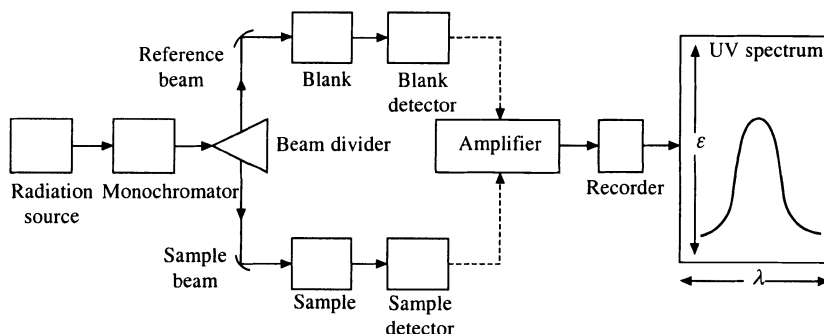 Reference
beam
Blank
Blank
detector
UV spectrum
Radiation
source
Monochromator
Beam divider
Amplifier
Recorder
ε
Sample
beam
Sample
Sample
detector
λ